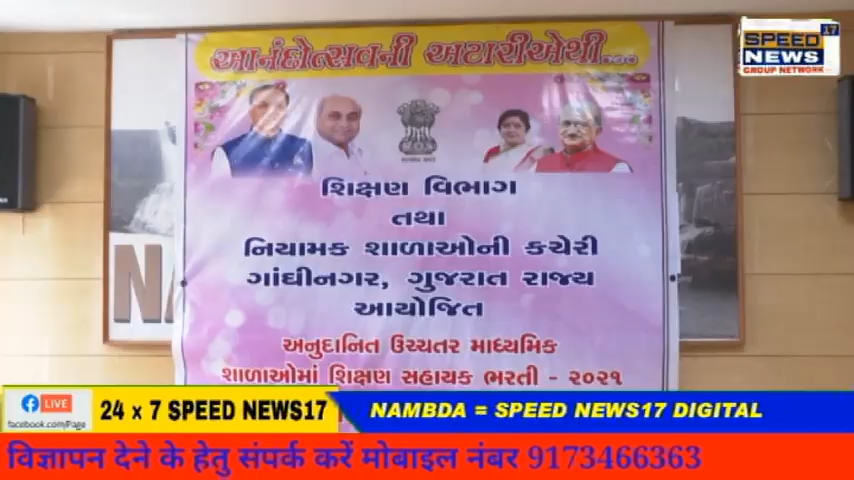 આનંદોત્સવની અટારીએથી....
SPEED 17
NEWS
GROUP NETWORK
શિક્ષણ વિભાગ
તથા
નિયામક શાળાઓની કચેરી
ગાંધીનગર, ગુજરાત રાજ્ય
આયોજિત
અનુદાનિત ઉચ્ચતર માધ્યમિક
શાળાઓમાં શિક્ષણ સહાયક ભરતી - ૨૦૨૧
NA
LIVE
facebook.com/Page
24 x 7 SPEED NEWS17
NAMBDA = SPEED NEWS17 DIGITAL
विज्ञापन देने के हेतु संपर्क करें मोबाइल नंबर 9173466363